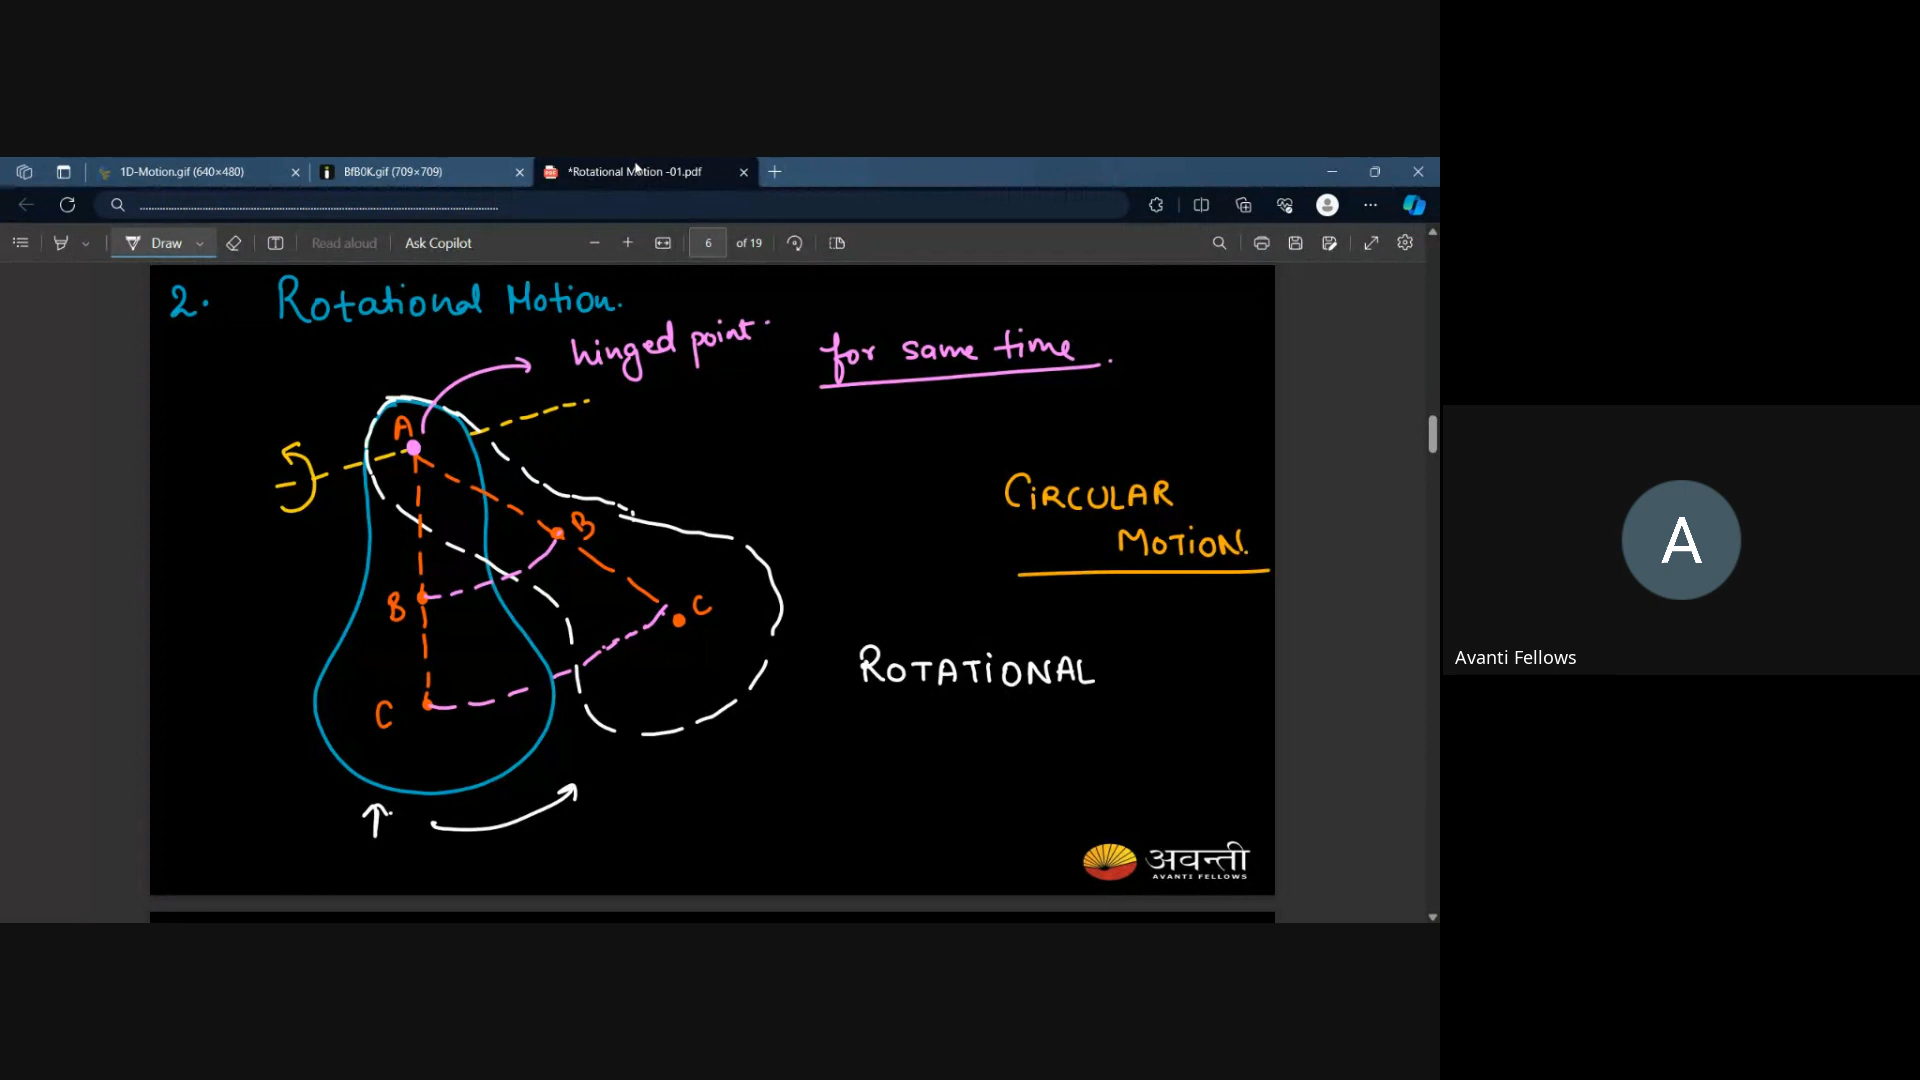 1D-Motion.gif (640×480)
BfB0K.gif (709×709)
*Rotational Motion -01.pdf
Draw
Read aloud
Ask Copilot
6
of 19
2. Rotational Motion.
hinged point
for same time.
A
B
CIRCULAR
MOTION.
B
C
ROTATIONAL
C
अवन्ती
AVANTI FELLOWS
A
Avanti Fellows